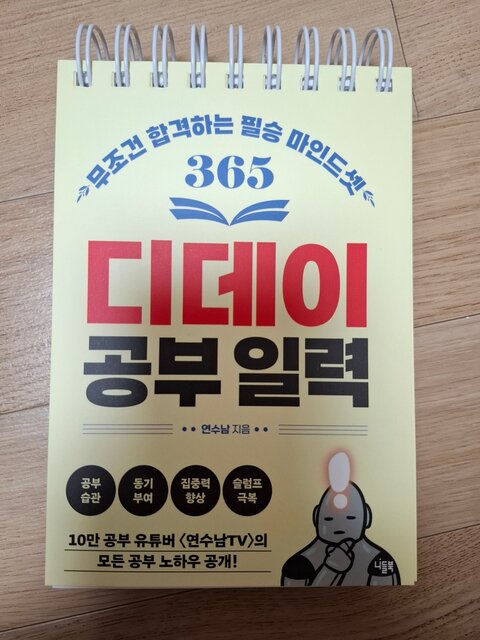 무조건 합격하는 필승 마인드셋
365
디데이
공부 일력
연수남 지음
공부
습관
동기
부여
집중력
향상
슬럼프
극복
10만 공부 유튜버 〈연수남TV〉의
모든 공부 노하우 공개!
니들북